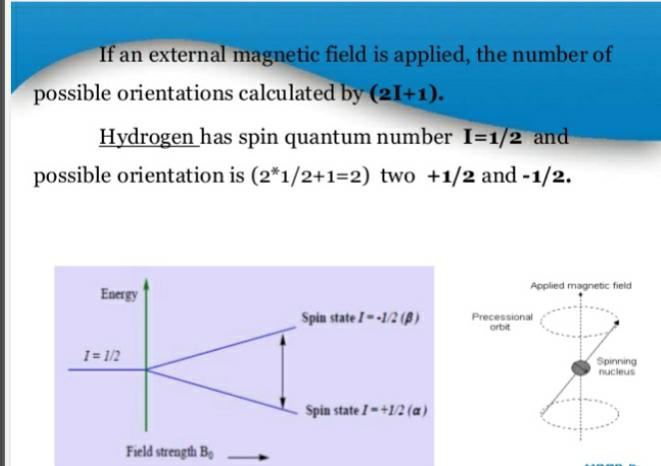 If an external magnetic field is applied, the number of
possible orientations calculated by (2I+1).
Hydrogen has spin quantum number I=1/2 and
possible orientation is (2*1/2+1=2) two +1/2 and -1/2.
Energy
Spin state I = -1/2 (β)
I = 1/2
Spin state I = +1/2 (α)
Field strength B₀
Applied magnetic field
Precessional
orbit
Spinning
nucleus